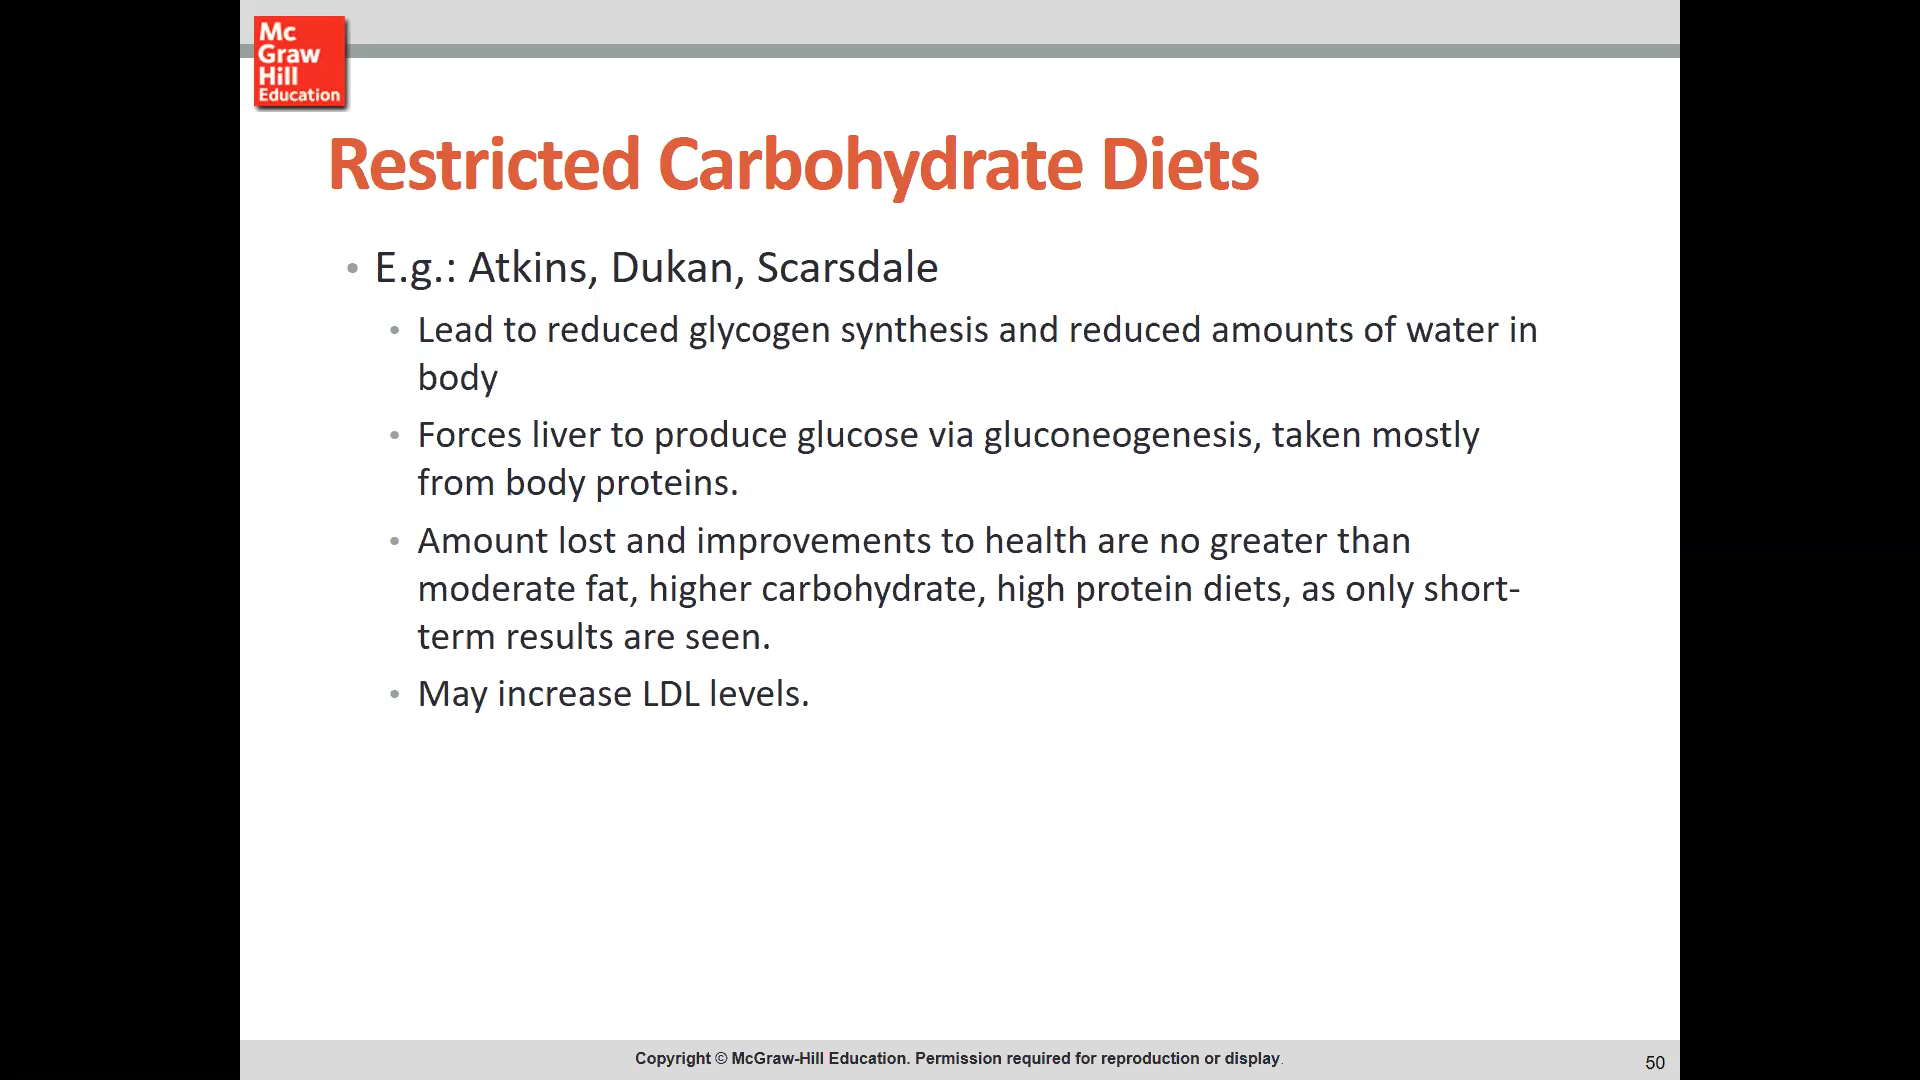 Mc
Graw
Hill
Education
Restricted Carbohydrate Diets
• E.g.: Atkins, Dukan, Scarsdale
• Lead to reduced glycogen synthesis and reduced amounts of water in
body
• Forces liver to produce glucose via gluconeogenesis, taken mostly
from body proteins.
• Amount lost and improvements to health are no greater than
moderate fat, higher carbohydrate, high protein diets, as only short-
term results are seen.
• May increase LDL levels.
Copyright © McGraw-Hill Education. Permission required for reproduction or display.
50